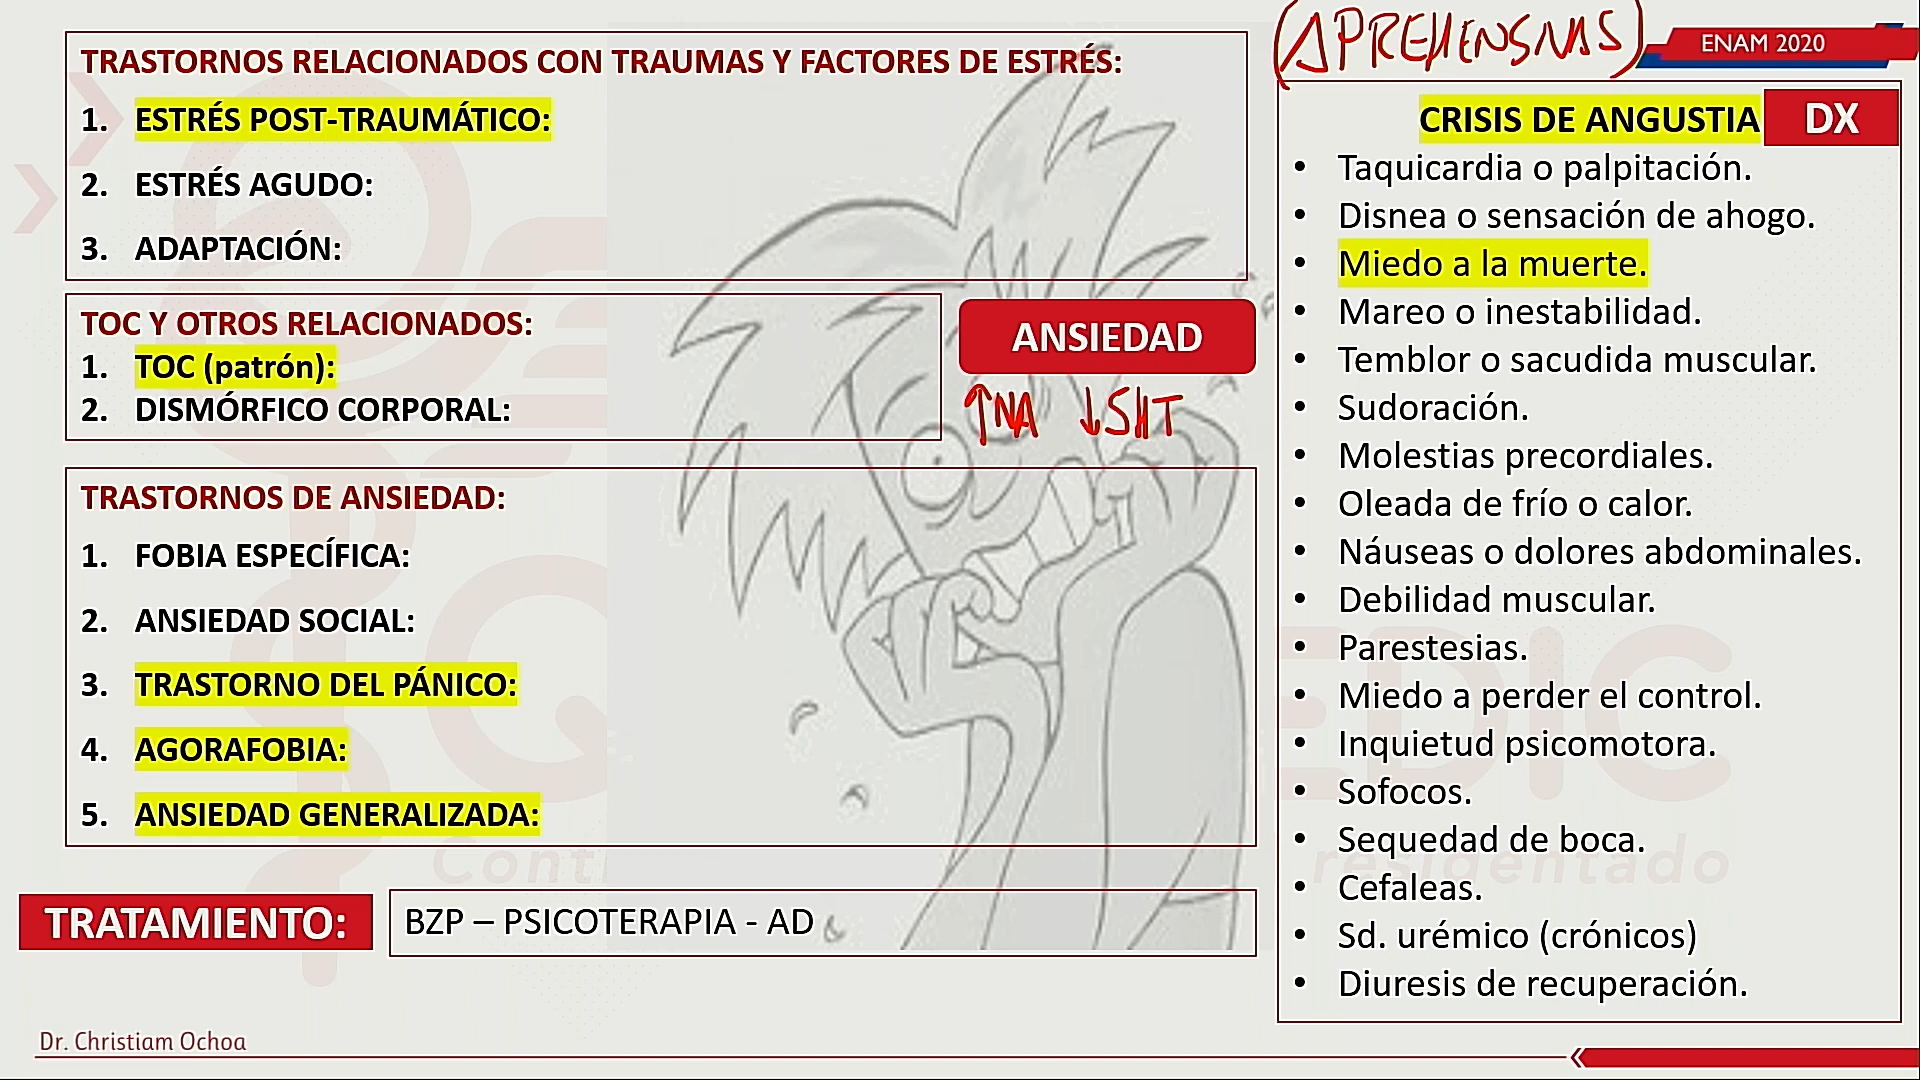 TRASTORNOS RELACIONADOS CON TRAUMAS Y FACTORES DE ESTRÉS:
1. ESTRÉS POST-TRAUMÁTICO:
2. ESTRÉS AGUDO:
3. ADAPTACIÓN:
TOC Y OTROS RELACIONADOS:
1. TOC (patrón):
2. DISMÓRFICO CORPORAL:
ANSIEDAD
↑NA ↓5HT
TRASTORNOS DE ANSIEDAD:
1. FOBIA ESPECÍFICA:
2. ANSIEDAD SOCIAL:
3. TRASTORNO DEL PÁNICO:
4. AGORAFOBIA:
5. ANSIEDAD GENERALIZADA:
TRATAMIENTO:
BZP – PSICOTERAPIA - AD
Dr. Christiam Ochoa
ENAM 2020
CRISIS DE ANGUSTIA
DX
• Taquicardia o palpitación.
• Disnea o sensación de ahogo.
• Miedo a la muerte.
• Mareo o inestabilidad.
• Temblor o sacudida muscular.
• Sudoración.
• Molestias precordiales.
• Oleada de frío o calor.
• Náuseas o dolores abdominales.
• Debilidad muscular.
• Parestesias.
• Miedo a perder el control.
• Inquietud psicomotora.
• Sofocos.
• Sequedad de boca.
• Cefaleas.
• Sd. urémico (crónicos)
• Diuresis de recuperación.